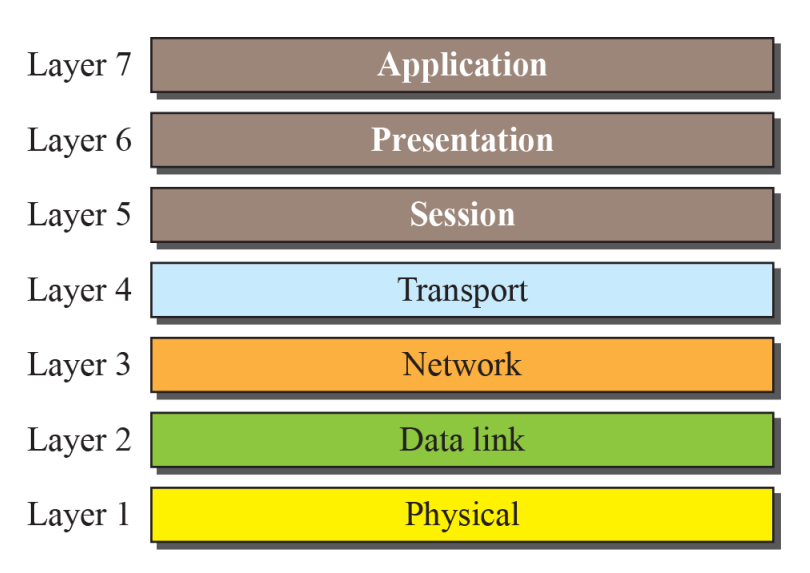 Layer 7 Application
Layer 6 Presentation
Layer 5 Session
Layer 4 Transport
Layer 3 Network
Layer 2 Data link
Layer 1 Physical